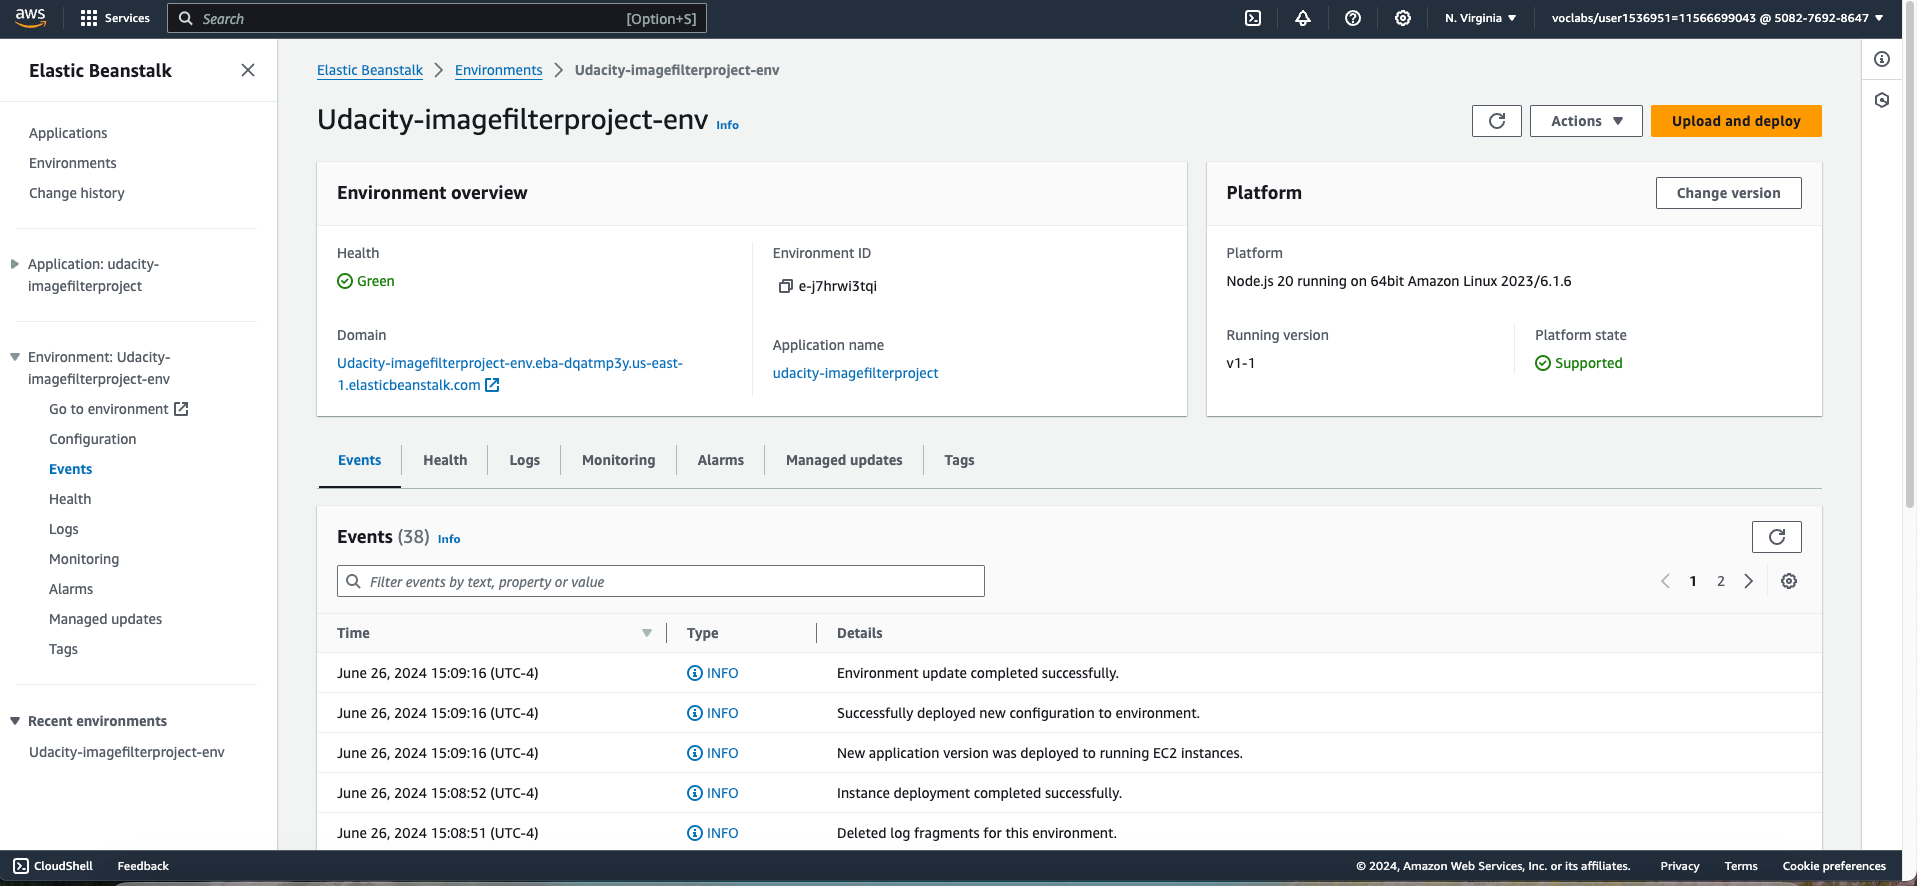 aws
Services
Search
[Option+S]
N. Virginia
voclabs/user1536951=11566699043 @ 5082-7692-8647
Elastic Beanstalk
Applications
Environments
Change history
Application: udacity-
imagefilterproject
Environment: Udacity-
imagefilterproject-env
Go to environment
Configuration
Events
Health
Logs
Monitoring
Alarms
Managed updates
Tags
Recent environments
Udacity-imagefilterproject-env
Elastic Beanstalk
Environments
Udacity-imagefilterproject-env
Udacity-imagefilterproject-env Info
Actions
Upload and deploy
Environment overview
Health
Green
Domain
Udacity-imagefilterproject-env.eba-dqatmp3y.us-east-
1.elasticbeanstalk.com
Environment ID
e-j7hrwi3tqi
Application name
udacity-imagefilterproject
Platform
Change version
Platform
Node.js 20 running on 64bit Amazon Linux 2023/6.1.6
Running version
v1-1
Platform state
Supported
Events
Health
Logs
Monitoring
Alarms
Managed updates
Tags
Events (38) Info
Filter events by text, property or value
1
2
Time
Type
Details
June 26, 2024 15:09:16 (UTC-4)
INFO
Environment update completed successfully.
June 26, 2024 15:09:16 (UTC-4)
INFO
Successfully deployed new configuration to environment.
June 26, 2024 15:09:16 (UTC-4)
INFO
New application version was deployed to running EC2 instances.
June 26, 2024 15:08:52 (UTC-4)
INFO
Instance deployment completed successfully.
June 26, 2024 15:08:51 (UTC-4)
INFO
Deleted log fragments for this environment.
CloudShell
Feedback
© 2024, Amazon Web Services, Inc. or its affiliates.
Privacy
Terms
Cookie preferences